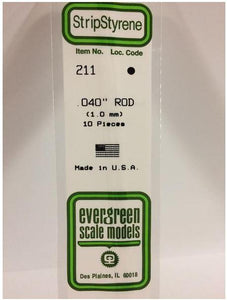 StripStyrene
Item No. Loc. Code
211
.040" ROD
(1.0 mm)
10 Pieces
Made in U.S.A.
evergreen
scale models
Des Plaines, IL 60018